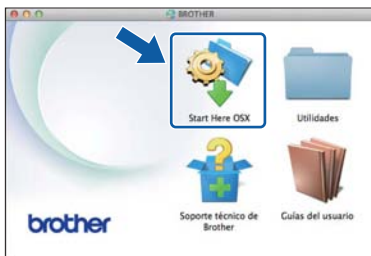 BROTHER
Start Here OSX
Utilidades
Soporte técnico de
Brother
Guías del usuario
brother